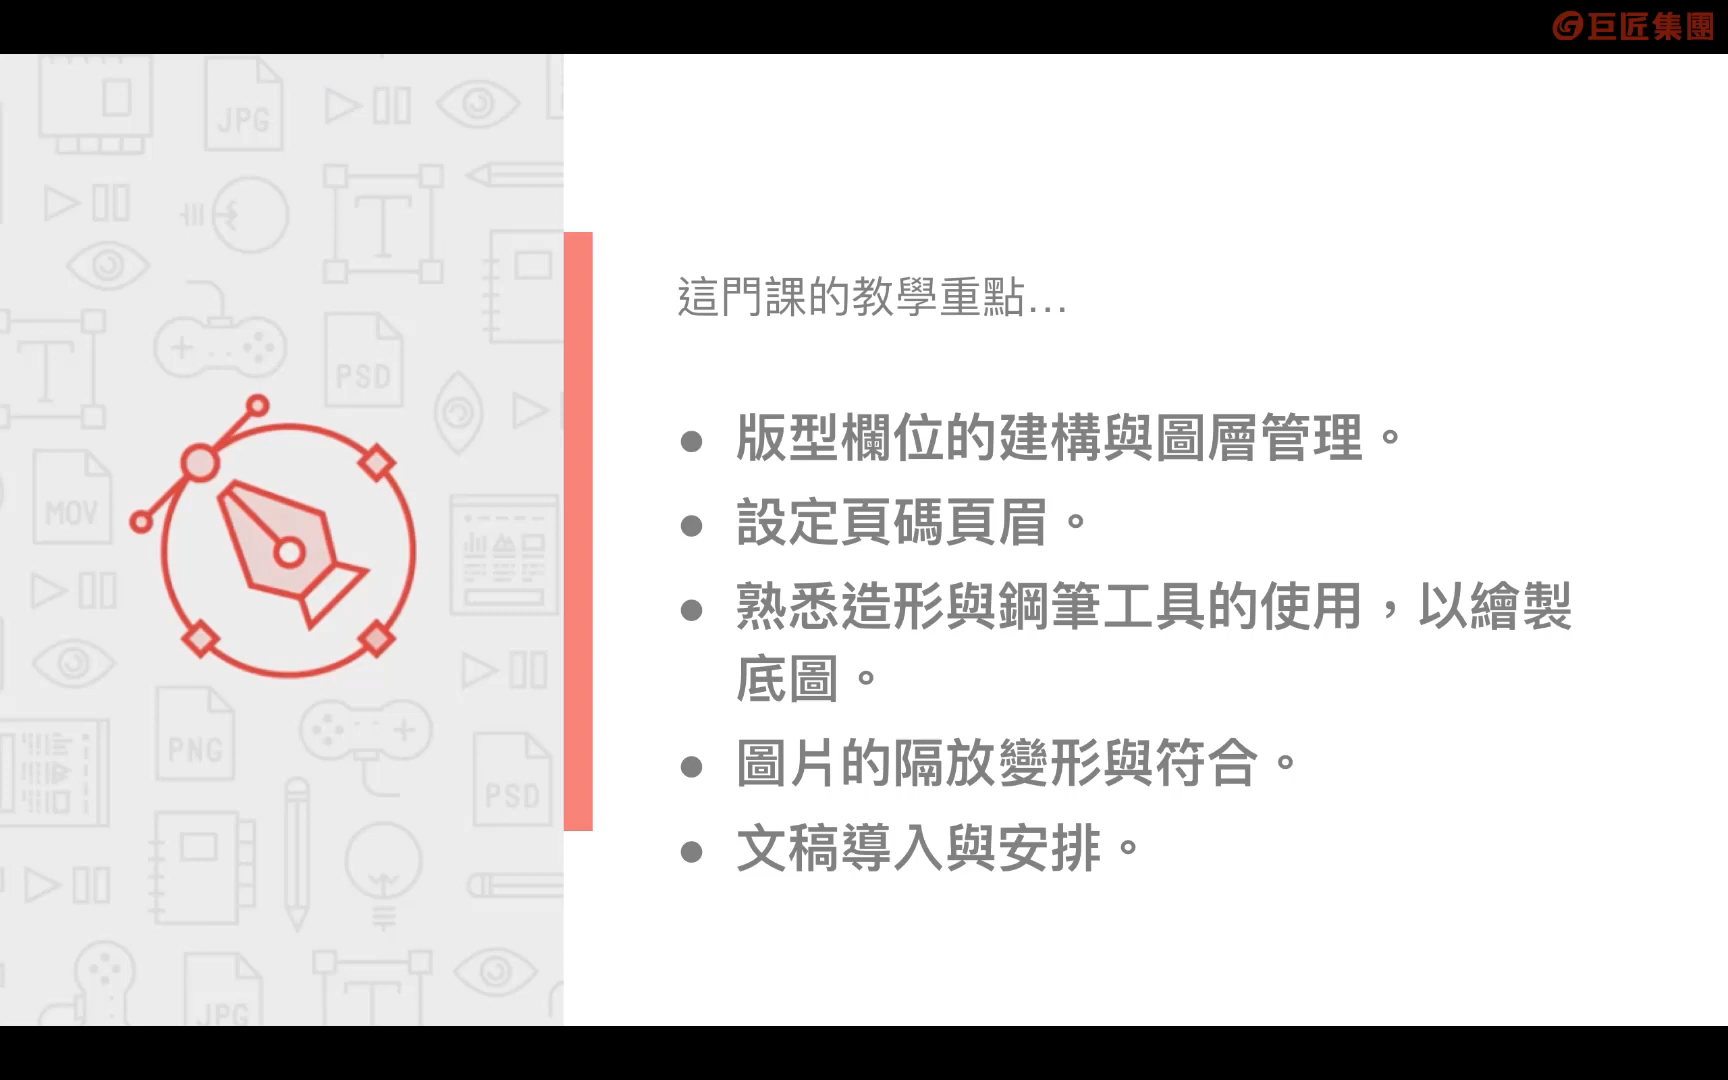 巨匠集團
JPG
T
T
PSD
MOV
PNG
PSD
JPG
T
這門課的教學重點...
● 版型欄位的建構與圖層管理。
● 設定頁碼頁眉。
● 熟悉造形與鋼筆工具的使用，以繪製
底圖。
● 圖片的隔放變形與符合。
● 文稿導入與安排。